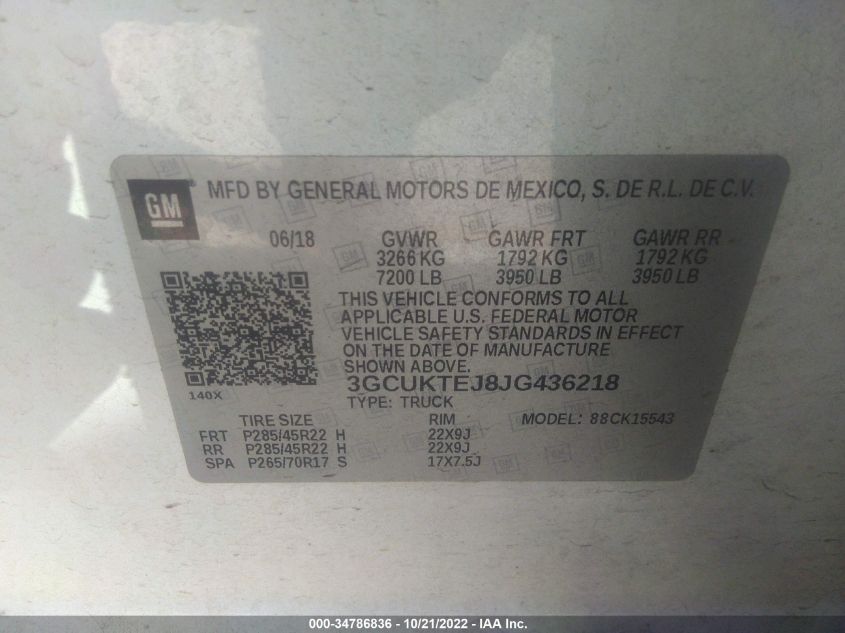 GM MFD BY GENERAL MOTORS DE MEXICO, S. DE R.L. DE C.V.
06/18 GVWR GAWR FRT GAWR RR
3266 KG 1792 KG 1792 KG
7200 LB 3950 LB 3950 LB
THIS VEHICLE CONFORMS TO ALL
APPLICABLE U.S. FEDERAL MOTOR
VEHICLE SAFETY STANDARDS IN EFFECT
ON THE DATE OF MANUFACTURE
SHOWN ABOVE.
140X 3GCUKTEJ8JG436218
TYPE: TRUCK
TIRE SIZE RIM MODEL: 88CK15543
FRT P285/45R22 H 22X9J
RR P285/45R22 H 22X9J
SPA P265/70R17 S 17X7.5J
000-34786836 - 10/21/2022 - IAA Inc.